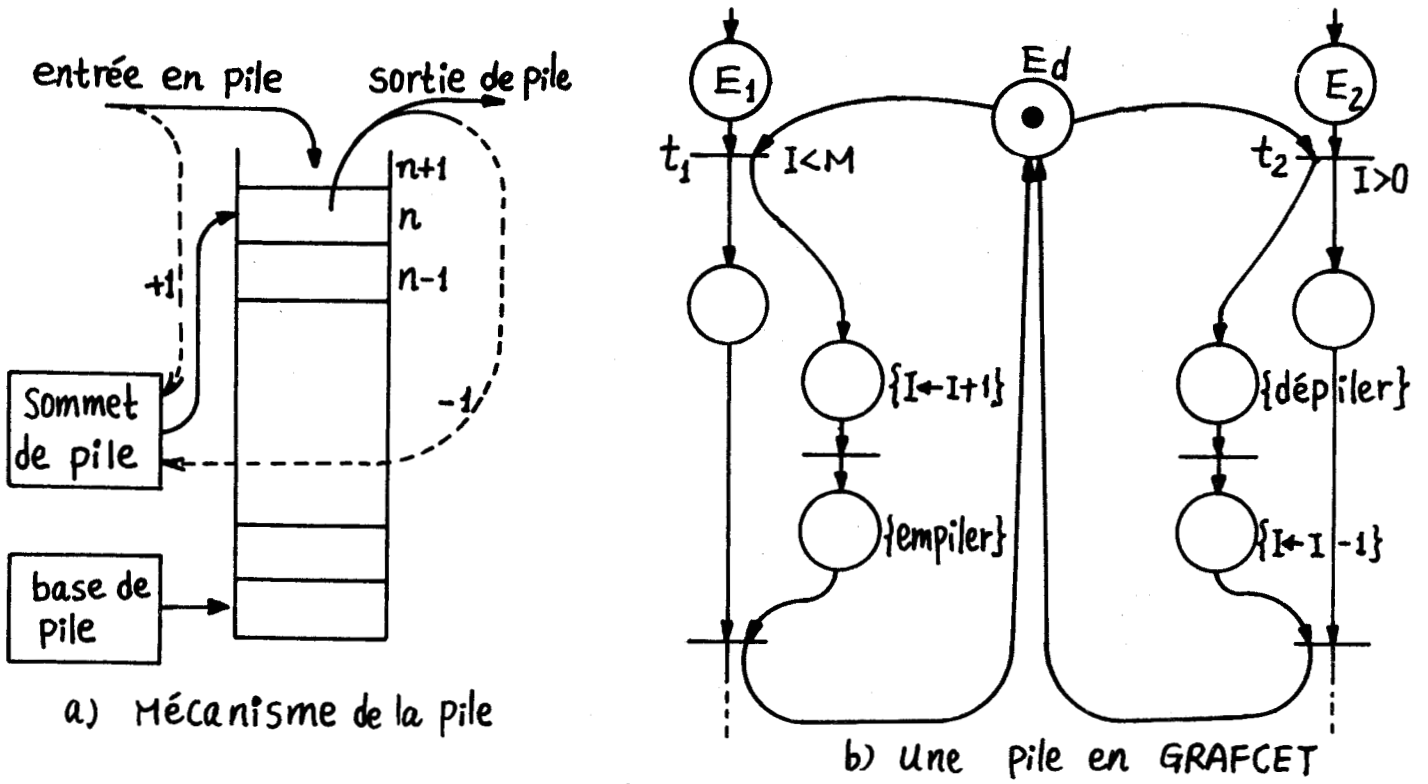 entrée en pile
sortie de pile
n+1
n
n-1
+1
-1
Sommet
de pile
base de
pile
a) Mécanisme de la pile
E1
Ed
E2
t1
I<M
t2
I>0
{I←I+1}
{dépiler}
{empiler}
{I←I-1}
b) Une pile en GRAFCET